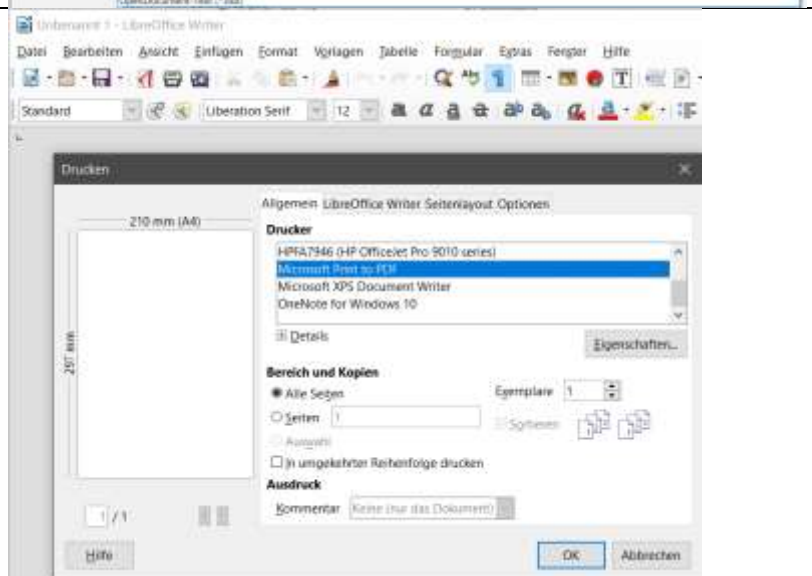 Unbenannt 1 - LibreOffice Writer
Datei Bearbeiten Ansicht Einfügen Format Vorlagen Tabelle Formular Extras Fenster Hilfe
Standard Liberation Serif 12
Drucken
Allgemein LibreOffice Writer Seitenlayout Optionen
210 mm (A4)
297 mm
Drucker
HPFA7946 (HP OfficeJet Pro 9010 series)
Microsoft Print to PDF
Microsoft XPS Document Writer
OneNote for Windows 10
Details
Eigenschaften...
Bereich und Kopien
Alle Seiten
Exemplare 1
Seiten 1
Sortieren
Auswahl
In umgekehrter Reihenfolge drucken
Ausdruck
Kommentar Keine (nur das Dokument)
1 / 1
Hilfe
OK Abbrechen